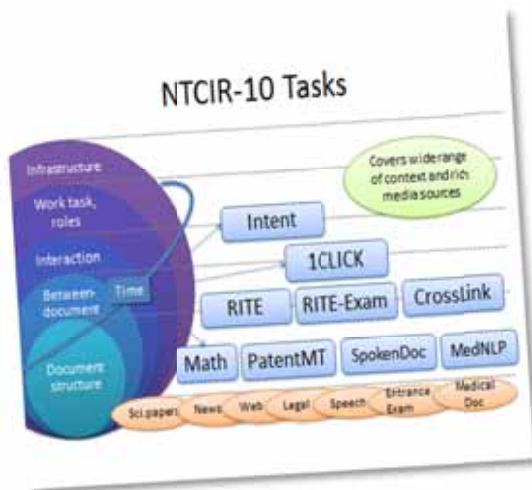 NTCIR-10 Tasks
Infrastructure
Covers wide range
of context and rich
media sources
Work task,
roles
Intent
Interaction
1CLICK
Between-
document
Time
RITE
RITE-Exam
CrossLink
Document
structure
Math
PatentMT
SpokenDoc
MedNLP
Sci.papers
News
Web
Legal
Speech
Entrance
Exam
Medical
Doc